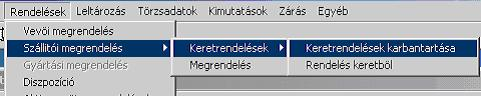 Rendelések Leltározás Törzsadatok Kimutatások Zárás Egyéb
Vevői megrendelés
Szállítói megrendelés Keretrendelések Keretrendelések karbantartása
Gyártási megrendelés Megrendelés Rendelés keretből
Diszpozíció